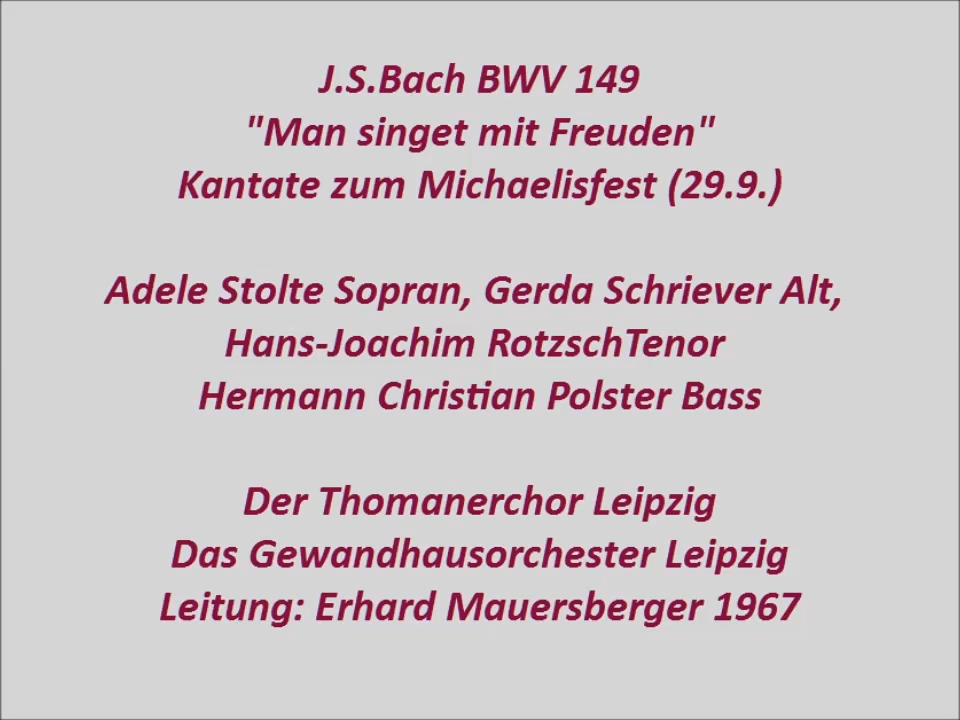 J.S.Bach BWV 149
"Man singet mit Freuden"
Kantate zum Michaelisfest (29.9.)
Adele Stolte Sopran, Gerda Schriever Alt,
Hans-Joachim RotzschTenor
Hermann Christian Polster Bass
Der Thomanerchor Leipzig
Das Gewandhausorchester Leipzig
Leitung: Erhard Mauersberger 1967